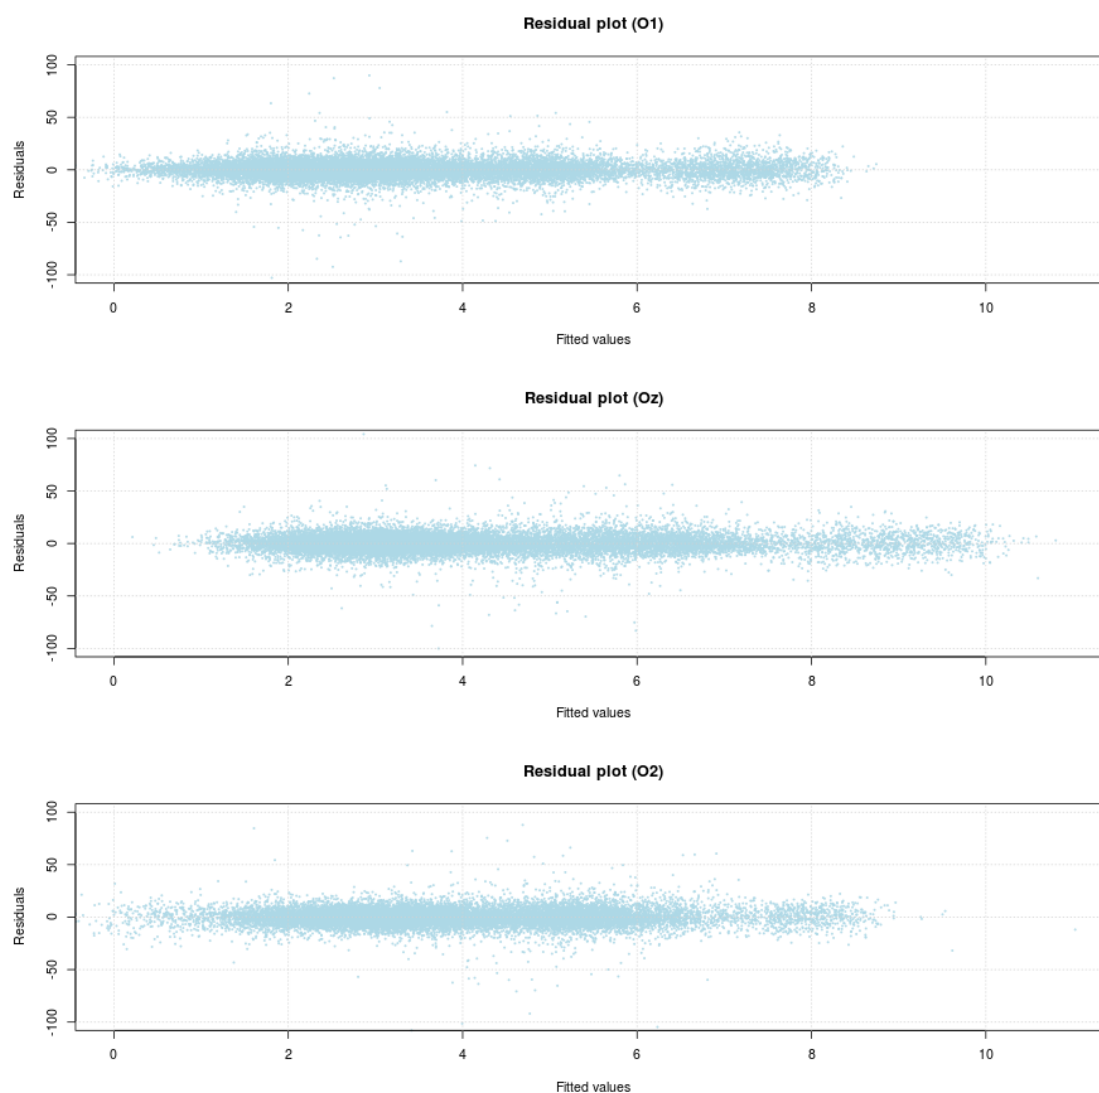 Residual plot (O1)
Residuals
100
50
0
-50
-100
0 2 4 6 8 10
Fitted values
Residual plot (Oz)
Residuals
100
50
0
-50
-100
0 2 4 6 8 10
Fitted values
Residual plot (O2)
Residuals
100
50
0
-50
-100
0 2 4 6 8 10
Fitted values